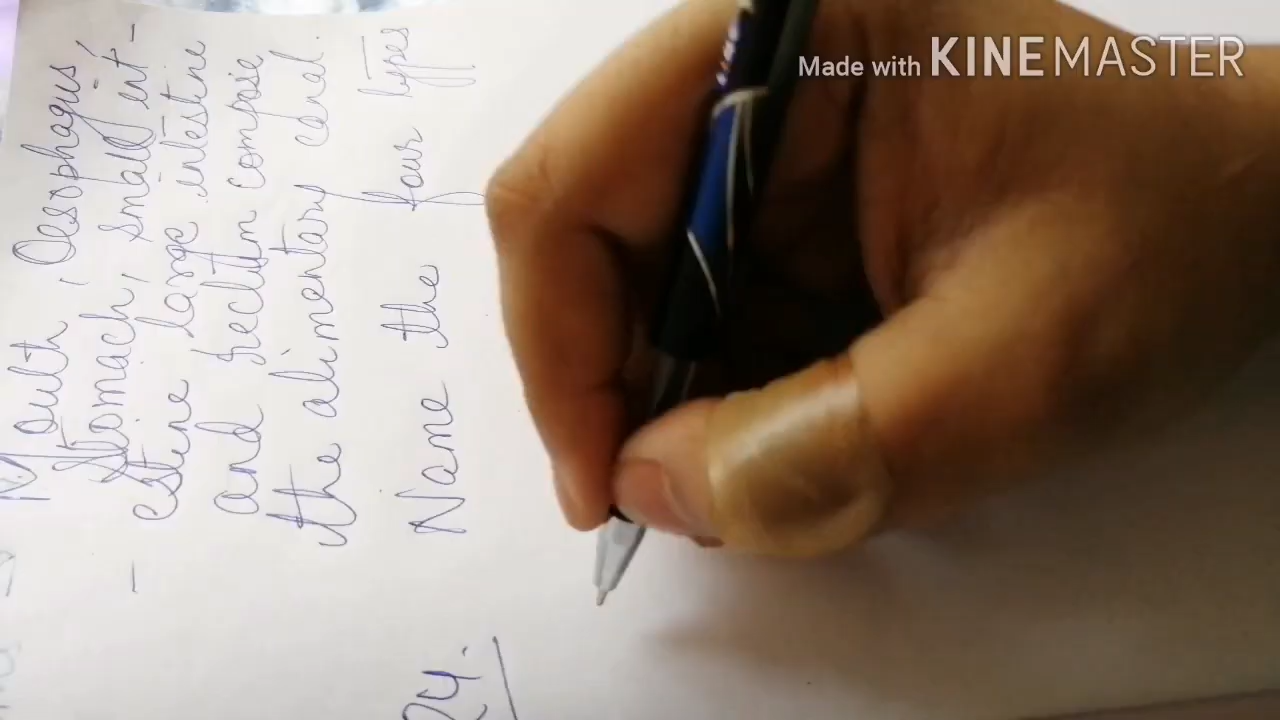 Made with KINEMASTER
Mouth, Oesophagus,
Stomach, small int-
- estine large intestine
and rectum compose
the alimentary canal.
24. Name the four types